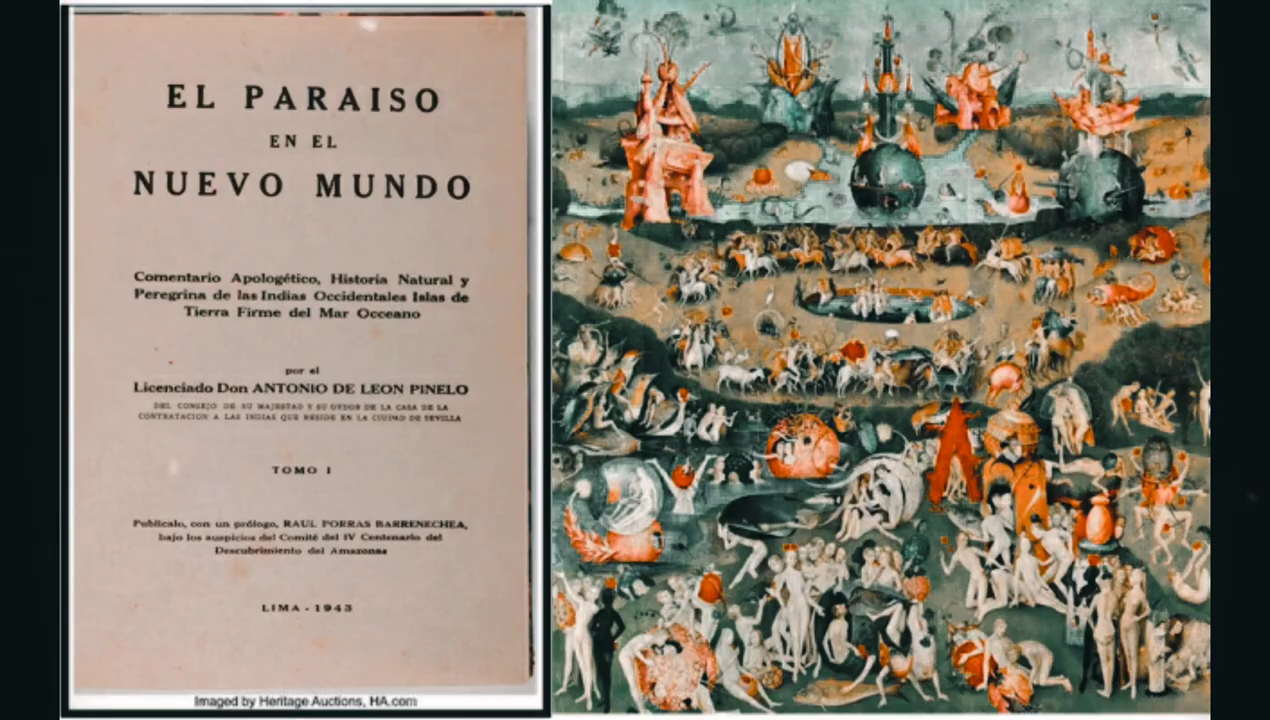 EL PARAISO
EN EL
NUEVO MUNDO
Comentario Apologético, Historia Natural y
Peregrina de las Indias Occidentales Islas de
Tierra Firme del Mar Occeano
por el
Licenciado Don ANTONIO DE LEON PINELO
DEL CONSEJO DE SU MAJESTAD Y SU OYDOR DE LA CASA DE LA
CONTRATACION A LAS INDIAS QUE RESIDE EN LA CIUDAD DE SEVILLA
TOMO I
Publicalo, con un prólogo, RAUL PORRAS BARRENECHEA,
bajo los auspicios del Comité del IV Centenario del
Descubrimiento del Amazonas
LIMA - 1943
Imaged by Heritage Auctions, HA.com